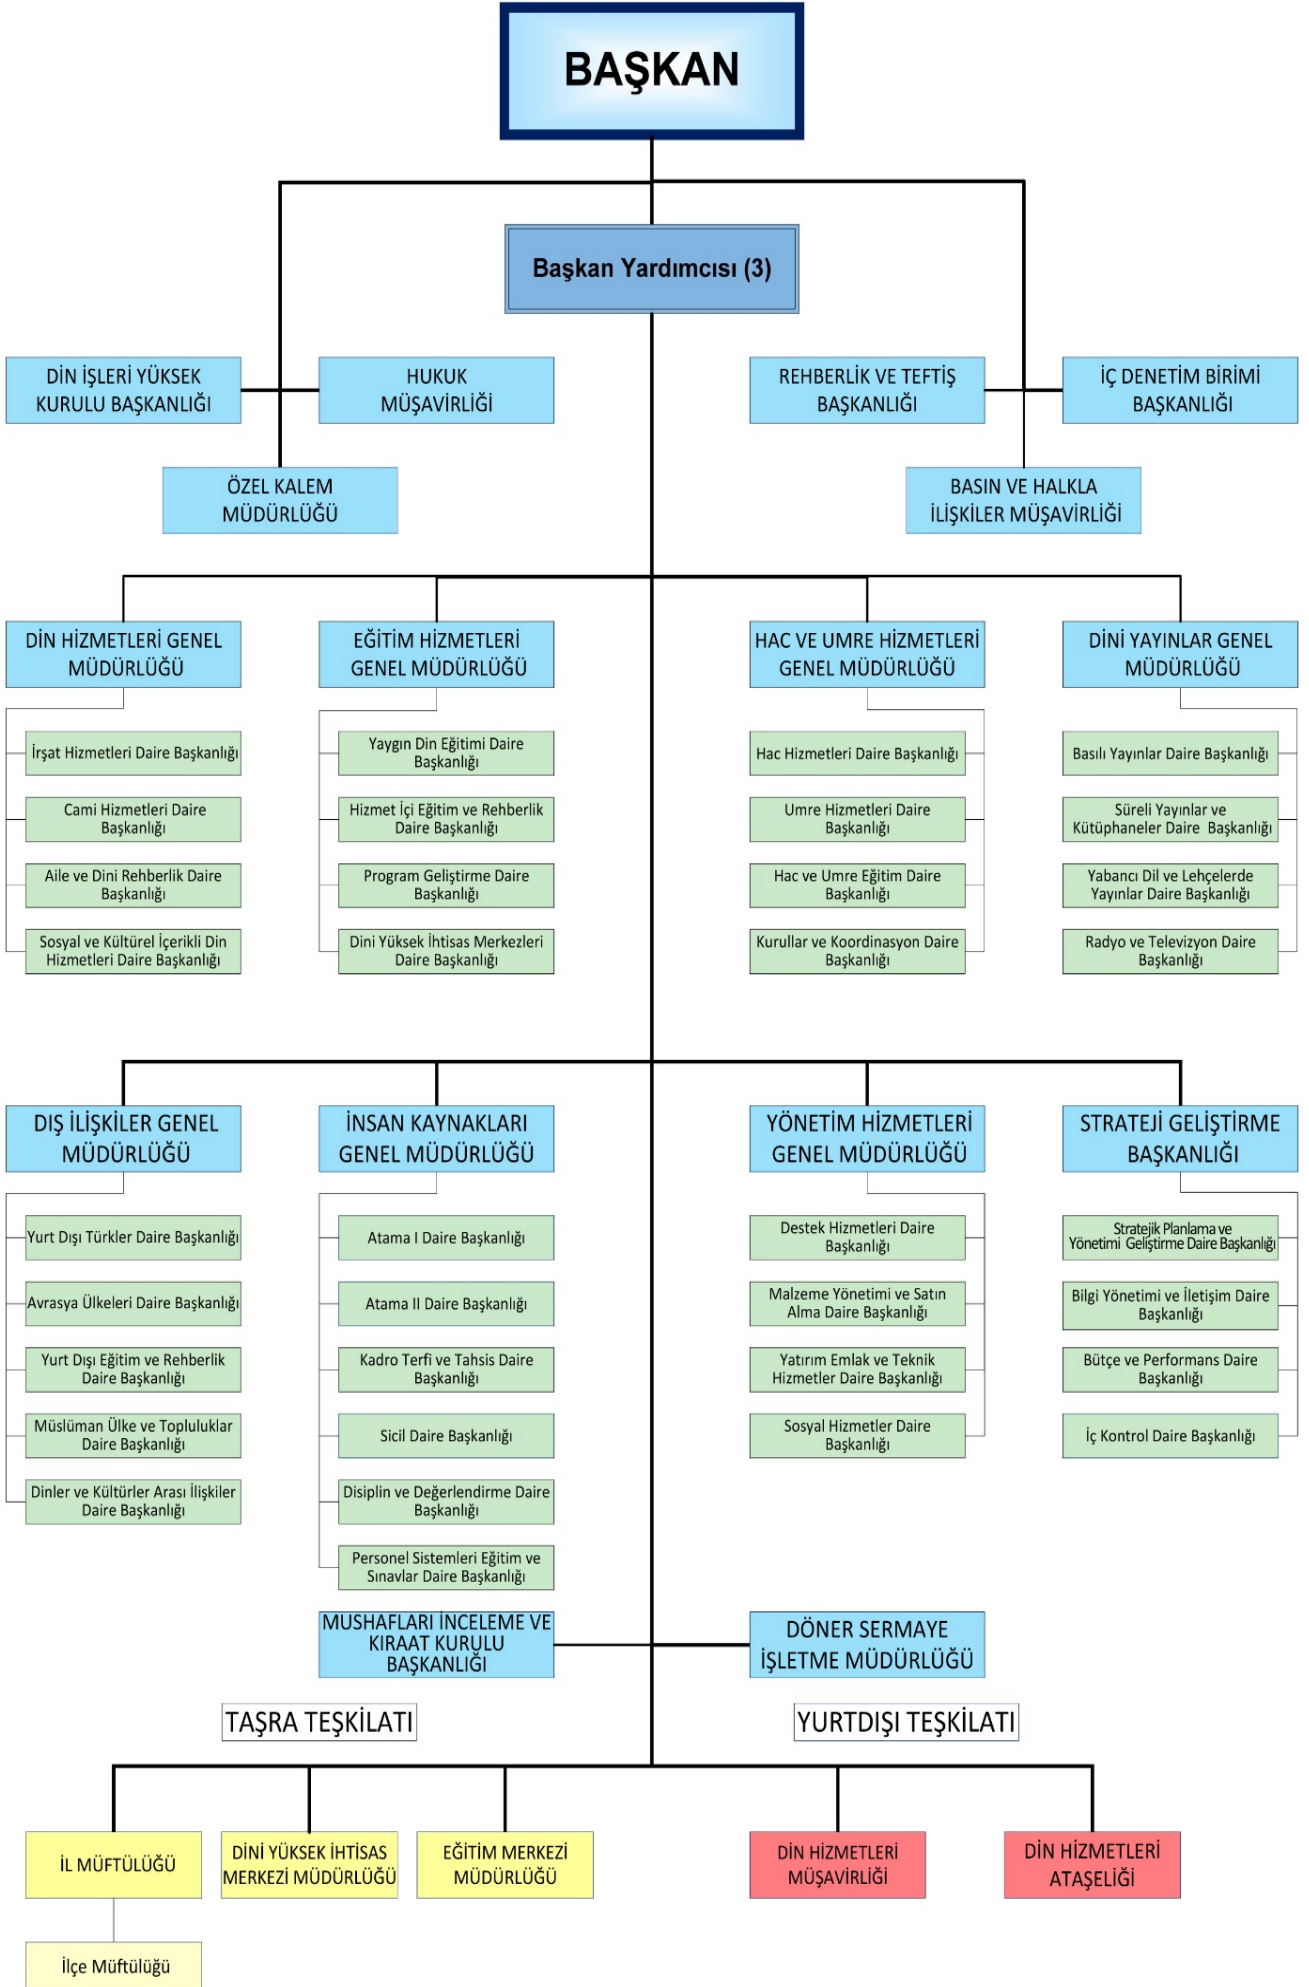 BAŞKAN
Başkan Yardımcısı (3)
DİN İŞLERİ YÜKSEK
KURULU BAŞKANLIĞI
HUKUK
MÜŞAVİRLİĞİ
REHBERLİK VE TEFTİŞ
BAŞKANLIĞI
İÇ DENETİM BİRİMİ
BAŞKANLIĞI
ÖZEL KALEM
MÜDÜRLÜĞÜ
BASIN VE HALKLA
İLİŞKİLER MÜŞAVİRLİĞİ
DİN HİZMETLERİ GENEL
MÜDÜRLÜĞÜ
İrşat Hizmetleri Daire Başkanlığı
Cami Hizmetleri Daire
Başkanlığı
Aile ve Dini Rehberlik Daire
Başkanlığı
Sosyal ve Kültürel İçerikli Din
Hizmetleri Daire Başkanlığı
EĞİTİM HİZMETLERİ
GENEL MÜDÜRLÜĞÜ
Yaygın Din Eğitimi Daire
Başkanlığı
Hizmet İçi Eğitim ve Rehberlik
Daire Başkanlığı
Program Geliştirme Daire
Başkanlığı
Dini Yüksek İhtisas Merkezleri
Daire Başkanlığı
HAC VE UMRE HİZMETLERİ
GENEL MÜDÜRLÜĞÜ
Hac Hizmetleri Daire Başkanlığı
Umre Hizmetleri Daire
Başkanlığı
Hac ve Umre Eğitim Daire
Başkanlığı
Kurullar ve Koordinasyon Daire
Başkanlığı
DİNİ YAYINLAR GENEL
MÜDÜRLÜĞÜ
Basılı Yayınlar Daire Başkanlığı
Süreli Yayınlar ve
Kütüphaneler Daire Başkanlığı
Yabancı Dil ve Lehçelerde
Yayınlar Daire Başkanlığı
Radyo ve Televizyon Daire
Başkanlığı
DIŞ İLİŞKİLER GENEL
MÜDÜRLÜĞÜ
Yurt Dışı Türkler Daire Başkanlığı
Avrasya Ülkeleri Daire Başkanlığı
Yurt Dışı Eğitim ve Rehberlik
Daire Başkanlığı
Müslüman Ülke ve Topluluklar
Daire Başkanlığı
Dinler ve Kültürler Arası İlişkiler
Daire Başkanlığı
İNSAN KAYNAKLARI
GENEL MÜDÜRLÜĞÜ
Atama I Daire Başkanlığı
Atama II Daire Başkanlığı
Kadro Terfi ve Tahsis Daire
Başkanlığı
Sicil Daire Başkanlığı
Disiplin ve Değerlendirme Daire
Başkanlığı
Personel Sistemleri Eğitim ve
Sınavlar Daire Başkanlığı
YÖNETİM HİZMETLERİ
GENEL MÜDÜRLÜĞÜ
Destek Hizmetleri Daire
Başkanlığı
Malzeme Yönetimi ve Satın
Alma Daire Başkanlığı
Yatırım Emlak ve Teknik
Hizmetler Daire Başkanlığı
Sosyal Hizmetler Daire
Başkanlığı
STRATEJİ GELİŞTİRME
BAŞKANLIĞI
Stratejik Planlama ve
Yönetimi Geliştirme Daire Başkanlığı
Bilgi Yönetimi ve İletişim Daire
Başkanlığı
Bütçe ve Performans Daire
Başkanlığı
İç Kontrol Daire Başkanlığı
MUSHAFLARI İNCELEME VE
KIRAAT KURULU
BAŞKANLIĞI
DÖNER SERMAYE
İŞLETME MÜDÜRLÜĞÜ
TAŞRA TEŞKİLATI
YURTDIŞI TEŞKİLATI
İL MÜFTÜLÜĞÜ
DİNİ YÜKSEK İHTİSAS
MERKEZİ MÜDÜRLÜĞÜ
EĞİTİM MERKEZİ
MÜDÜRLÜĞÜ
DİN HİZMETLERİ
MÜŞAVİRLİĞİ
DİN HİZMETLERİ
ATAŞELİĞİ
İlçe Müftülüğü